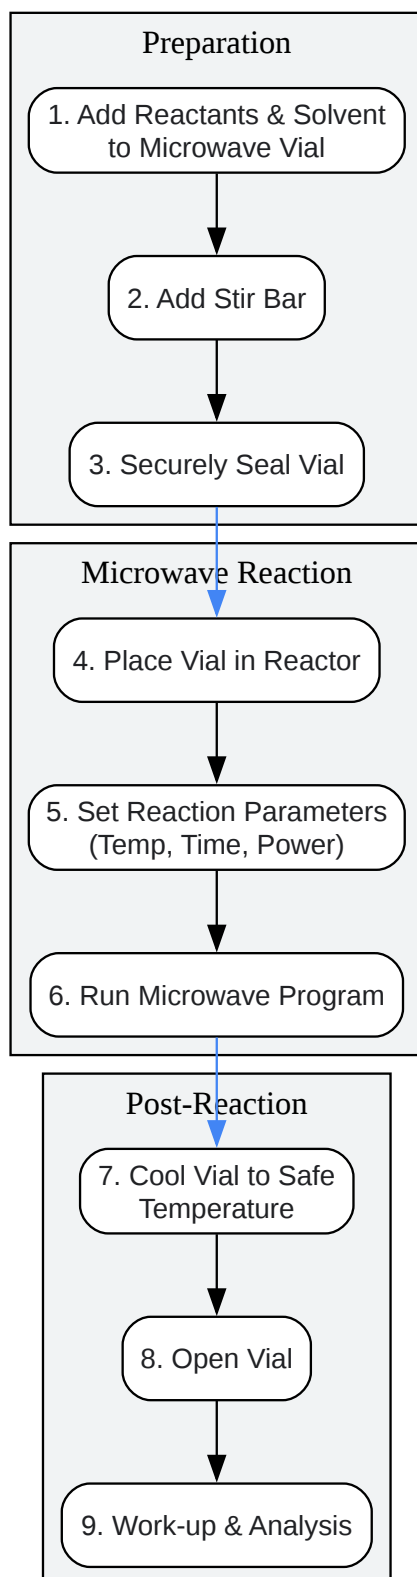 Preparation
1. Add Reactants & Solvent
to Microwave Vial
2. Add Stir Bar
3. Securely Seal Vial
Microwave Reaction
4. Place Vial in Reactor
5. Set Reaction Parameters
(Temp, Time, Power)
6. Run Microwave Program
Post-Reaction
7. Cool Vial to Safe
Temperature
8. Open Vial
9. Work-up & Analysis